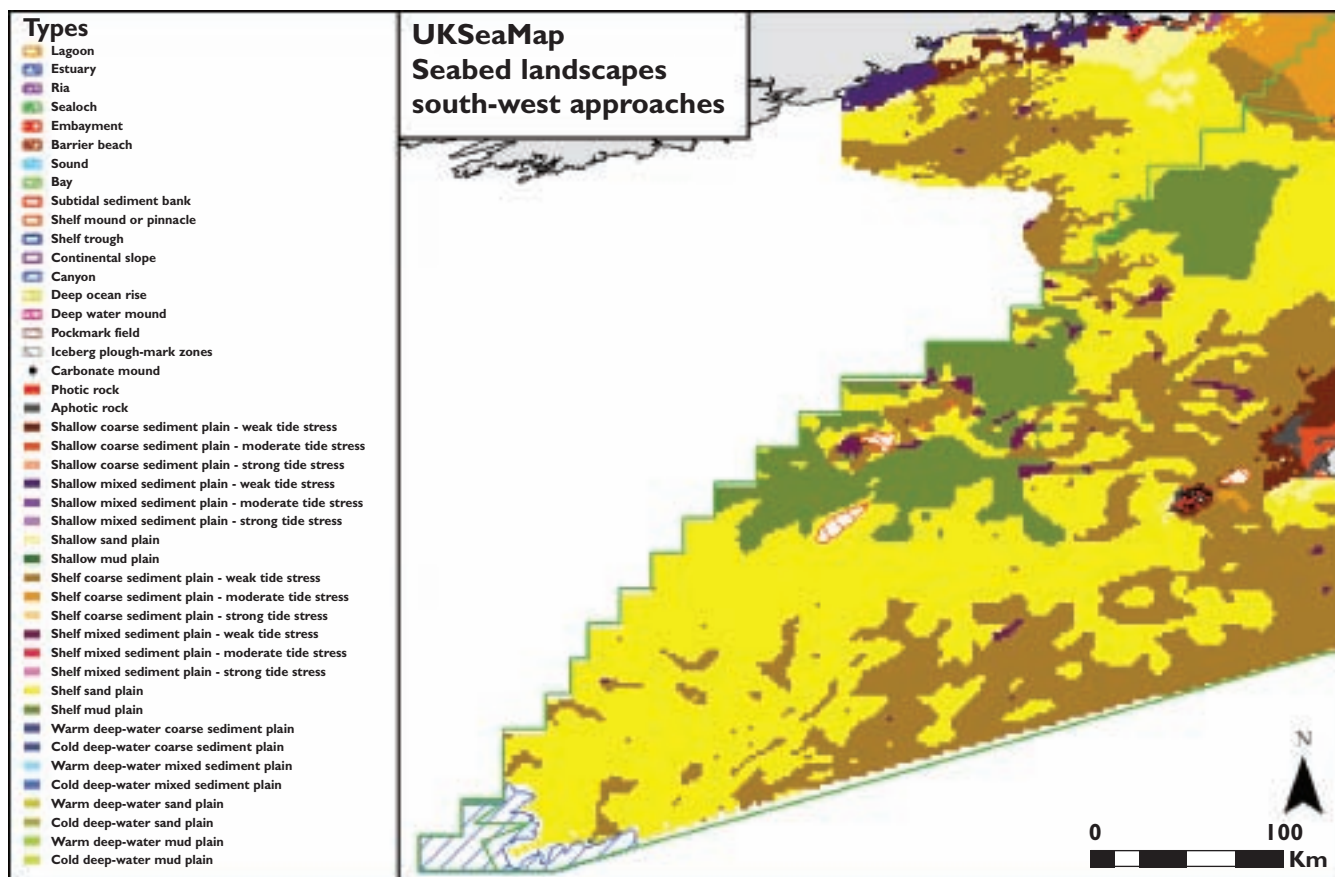 Types
Lagoon
Estuary
Ria
Sealoch
Embayment
Barrier beach
Sound
Bay
Subtidal sediment bank
Shelf mound or pinnacle
Shelf trough
Continental slope
Canyon
Deep ocean rise
Deep water mound
Pockmark field
Iceberg plough-mark zones
Carbonate mound
Photic rock
Aphotic rock
Shallow coarse sediment plain - weak tide stress
Shallow coarse sediment plain - moderate tide stress
Shallow coarse sediment plain - strong tide stress
Shallow mixed sediment plain - weak tide stress
Shallow mixed sediment plain - moderate tide stress
Shallow mixed sediment plain - strong tide stress
Shallow sand plain
Shallow mud plain
Shelf coarse sediment plain - weak tide stress
Shelf coarse sediment plain - moderate tide stress
Shelf coarse sediment plain - strong tide stress
Shelf mixed sediment plain - weak tide stress
Shelf mixed sediment plain - moderate tide stress
Shelf mixed sediment plain - strong tide stress
Shelf sand plain
Shelf mud plain
Warm deep-water coarse sediment plain
Cold deep-water coarse sediment plain
Warm deep-water mixed sediment plain
Cold deep-water mixed sediment plain
Warm deep-water sand plain
Cold deep-water sand plain
Warm deep-water mud plain
Cold deep-water mud plain
UKSeaMap
Seabed landscapes
south-west approaches
N
0 100
Km